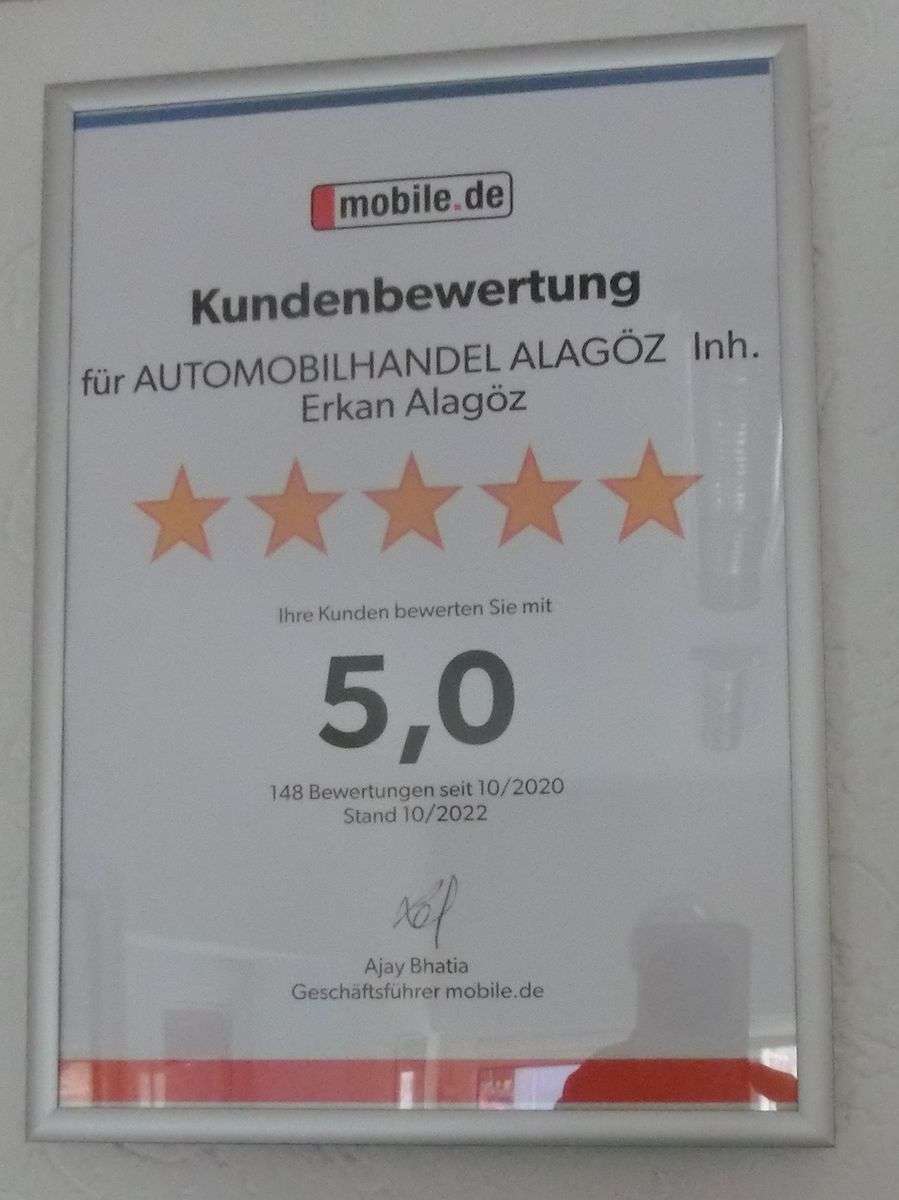 mobile.de
Kundenbewertung
für AUTOMOBILHANDEL ALAGÖZ Inh.
Erkan Alagöz
Ihre Kunden bewerten Sie mit
5,0
148 Bewertungen seit 10/2020
Stand 10/2022
Ajay Bhatia
Geschäftsführer mobile.de